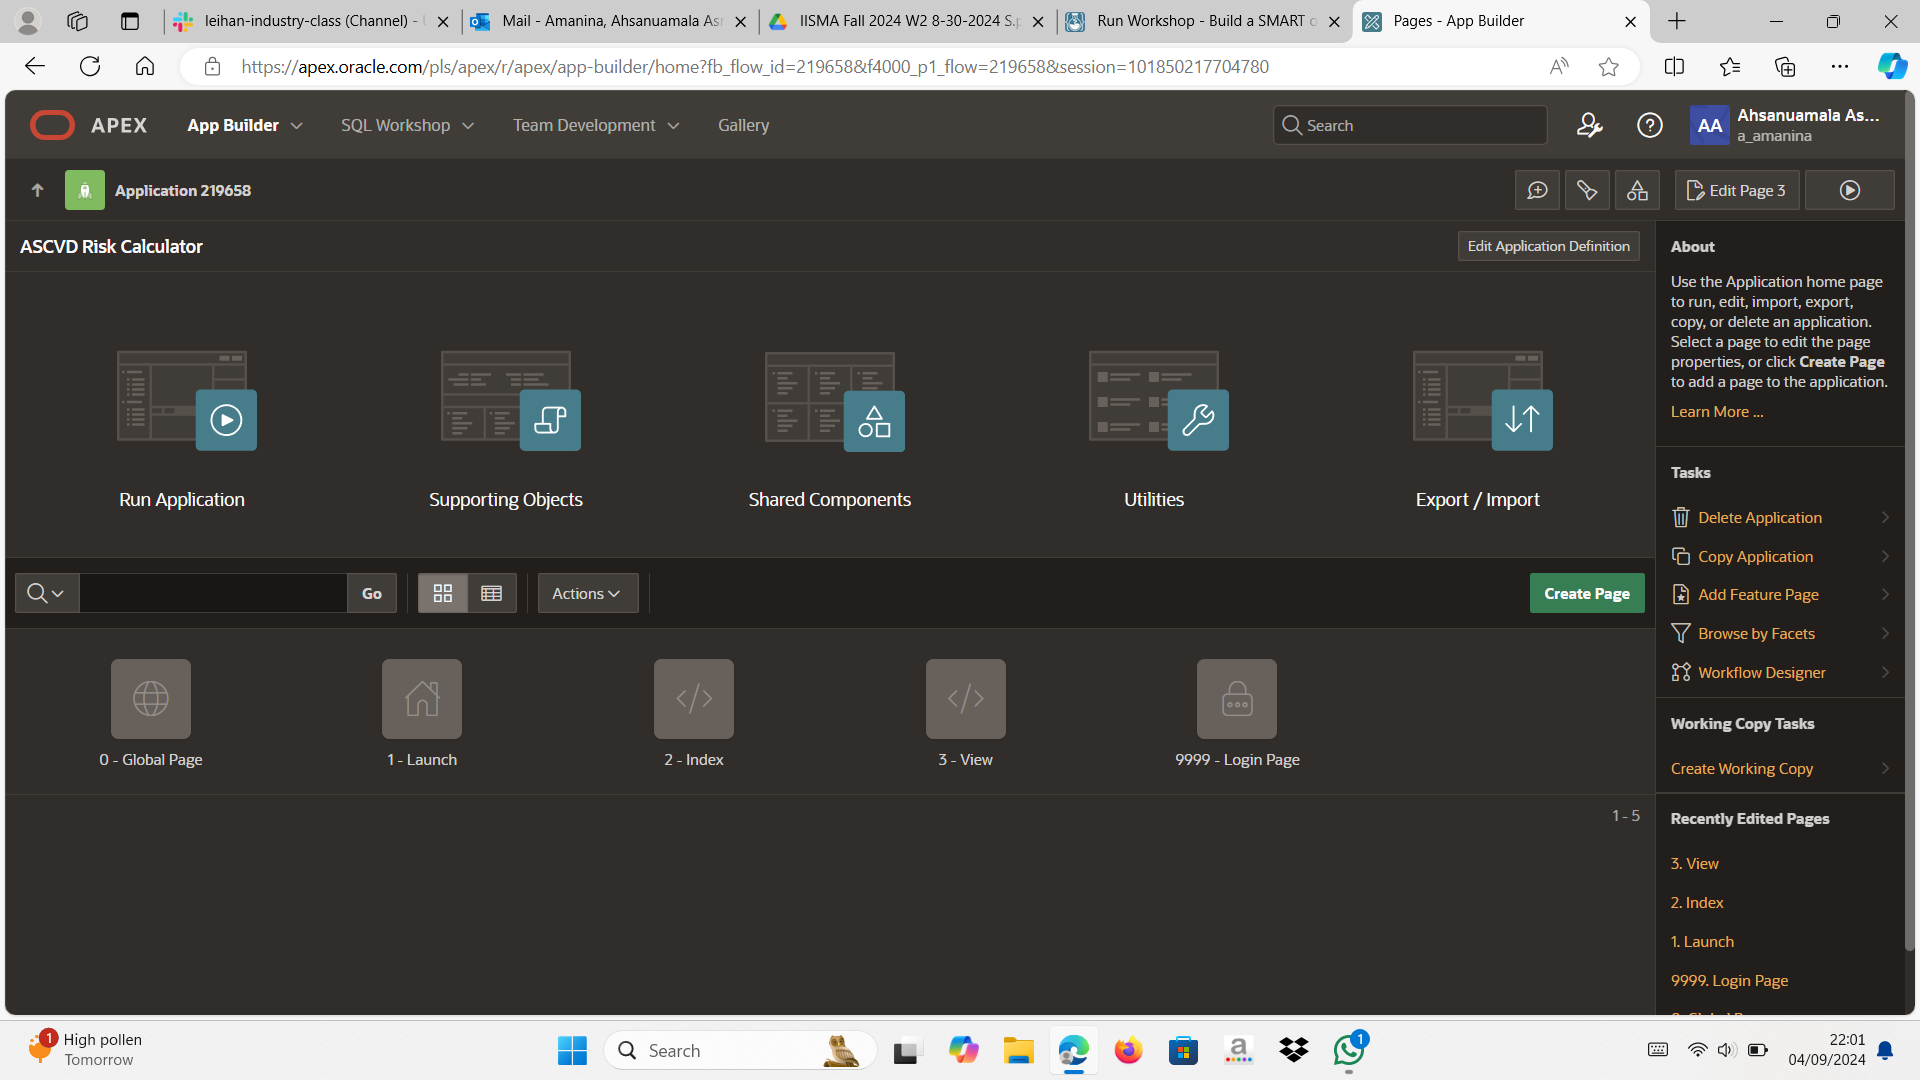 leihan-industry-class (Channel) -
Mail - Amanina, Ahsanuamala As
IISMA Fall 2024 W2 8-30-2024 S.p
Run Workshop - Build a SMART o
Pages - App Builder
https://apex.oracle.com/pls/apex/r/apex/app-builder/home?fb_flow_id=219658&f4000_p1_flow=219658&session=101850217704780
APEX
App Builder
SQL Workshop
Team Development
Gallery
Search
AA
Ahsanuamala As...
a_amanina
Application 219658
Edit Page 3
ASCVD Risk Calculator
Edit Application Definition
Run Application
Supporting Objects
Shared Components
Utilities
Export / Import
Go
Actions
Create Page
0 - Global Page
1 - Launch
2 - Index
3 - View
9999 - Login Page
1 - 5
About
Use the Application home page
to run, edit, import, export,
copy, or delete an application.
Select a page to edit the page
properties, or click Create Page
to add a page to the application.
Learn More ...
Tasks
Delete Application
Copy Application
Add Feature Page
Browse by Facets
Workflow Designer
Working Copy Tasks
Create Working Copy
Recently Edited Pages
3. View
2. Index
1. Launch
9999. Login Page
1
High pollen
Tomorrow
Search
a
1
22:01
04/09/2024